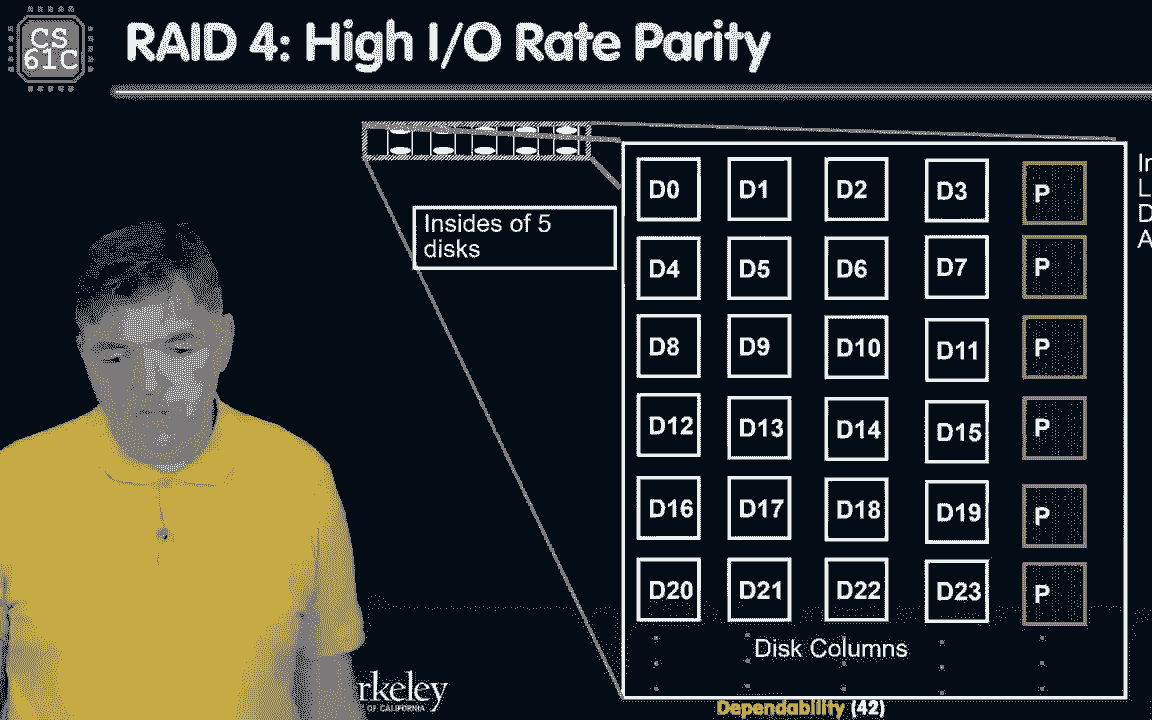 CS
61C
RAID 4: High I/O Rate Parity
Insides of 5
disks
D0 D1 D2 D3 P
D4 D5 D6 D7 P
D8 D9 D10 D11 P
D12 D13 D14 D15 P
D16 D17 D18 D19 P
D20 D21 D22 D23 P
Disk Columns
rkeley
OF CALIFORNIA
Dependability (42)